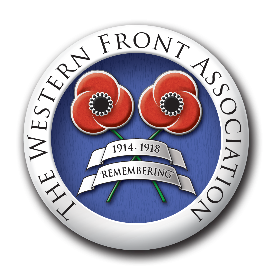 THE WESTERN FRONT ASSOCIATION
1914-1918
REMEMBERING